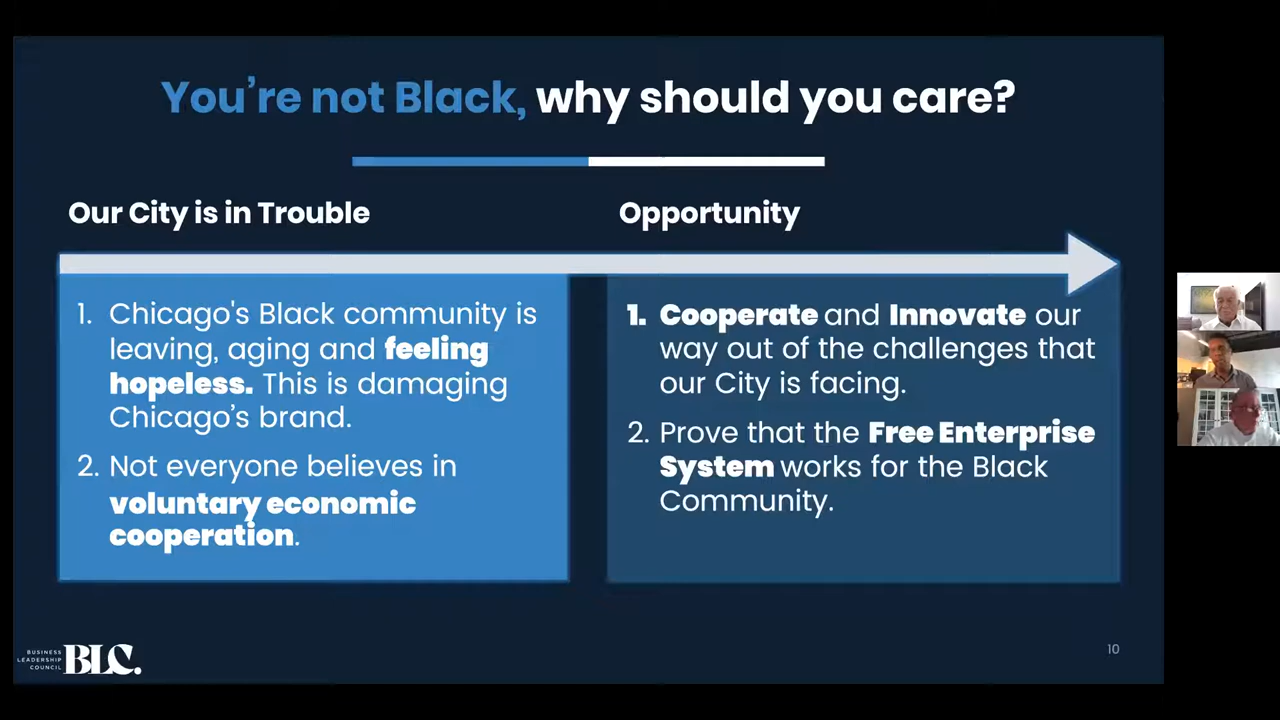 You're not Black, why should you care?
Our City is in Trouble
Opportunity
1. Chicago's Black community is
leaving, aging and feeling
hopeless. This is damaging
Chicago's brand.
2. Not everyone believes in
voluntary economic
cooperation.
1. Cooperate and Innovate our
way out of the challenges that
our City is facing.
2. Prove that the Free Enterprise
System works for the Black
Community.
BUSINESS
LEADERSHIP
COUNCIL
BLC.
10